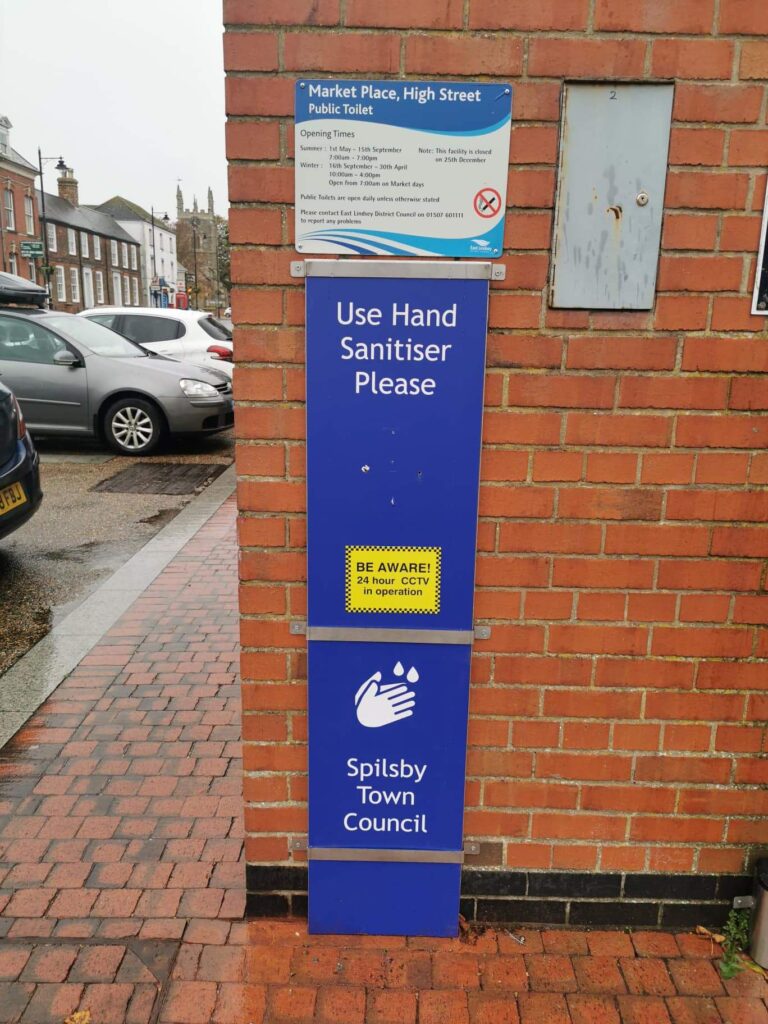 Market Place, High Street
Public Toilet
Opening Times
Summer : 1st May – 15th September
7:00am – 7:00pm
Winter : 16th September – 30th April
10:00am – 4:00pm
Open from 7:00am on Market days
Note: This facility is closed
on 25th December
Public Toilets are open daily unless otherwise stated
Please contact East Lindsey District Council on 01507 601111
to report any problems
East Lindsey
2
Use Hand
Sanitiser
Please
BE AWARE!
24 hour CCTV
in operation
Spilsby
Town
Council